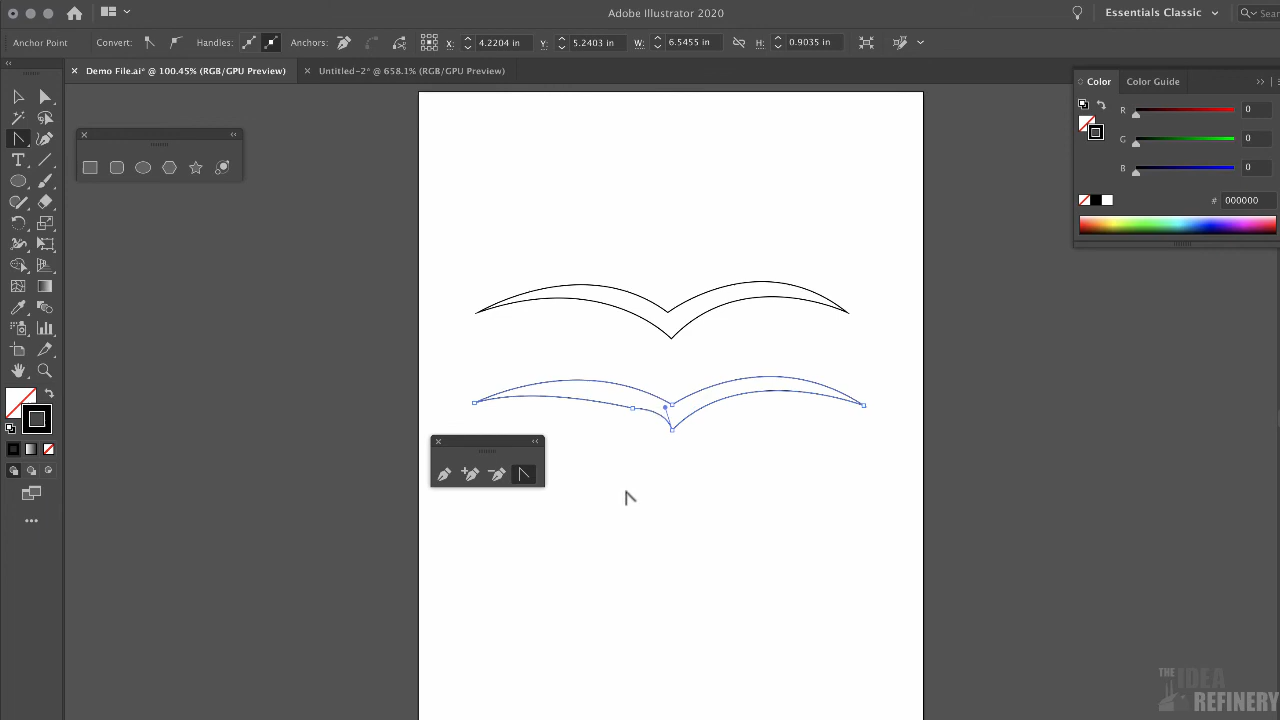 Adobe Illustrator 2020
Essentials Classic
Sear
Anchor Point
Convert:
Handles:
Anchors:
X: 4.2204 in
Y: 5.2403 in
W: 6.5455 in
H: 0.9035 in
Demo File.ai* @ 100.45% (RGB/GPU Preview)
Untitled-2* @ 658.1% (RGB/GPU Preview)
Color
Color Guide
R 0
G 0
B 0
# 000000
THE IDEA
REFINERY